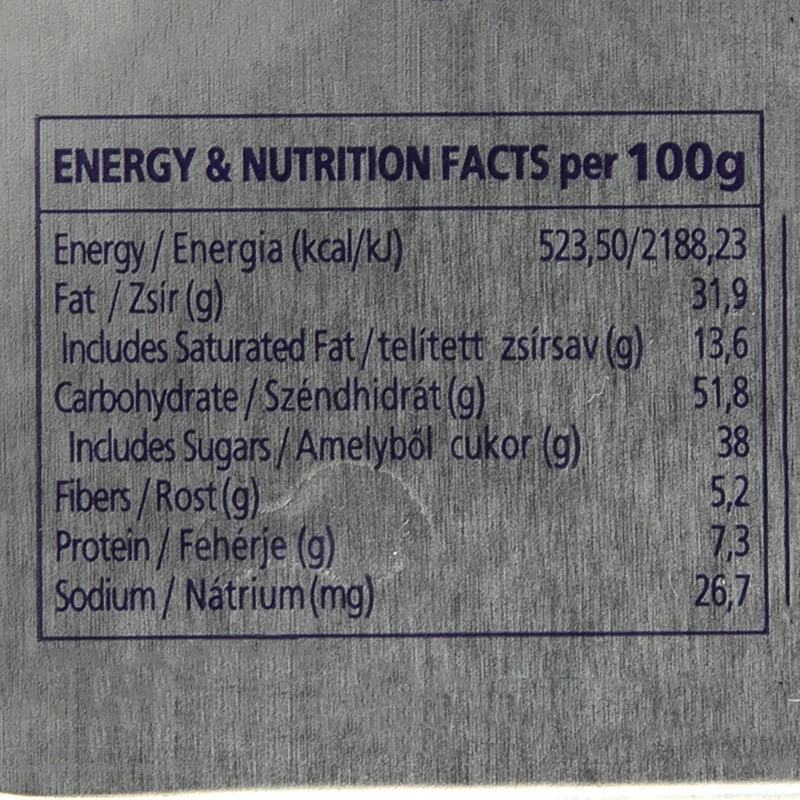 ENERGY & NUTRITION FACTS per 100g
Energy / Energia (kcal/kJ) 523,50/2188,23
Fat / Zsír (g) 31,9
Includes Saturated Fat / telített zsírsav (g) 13,6
Carbohydrate / Széndhidrát (g) 51,8
Includes Sugars / Amelyből cukor (g) 38
Fibers / Rost (g) 5,2
Protein / Fehérje (g) 7,3
Sodium / Nátrium (mg) 26,7